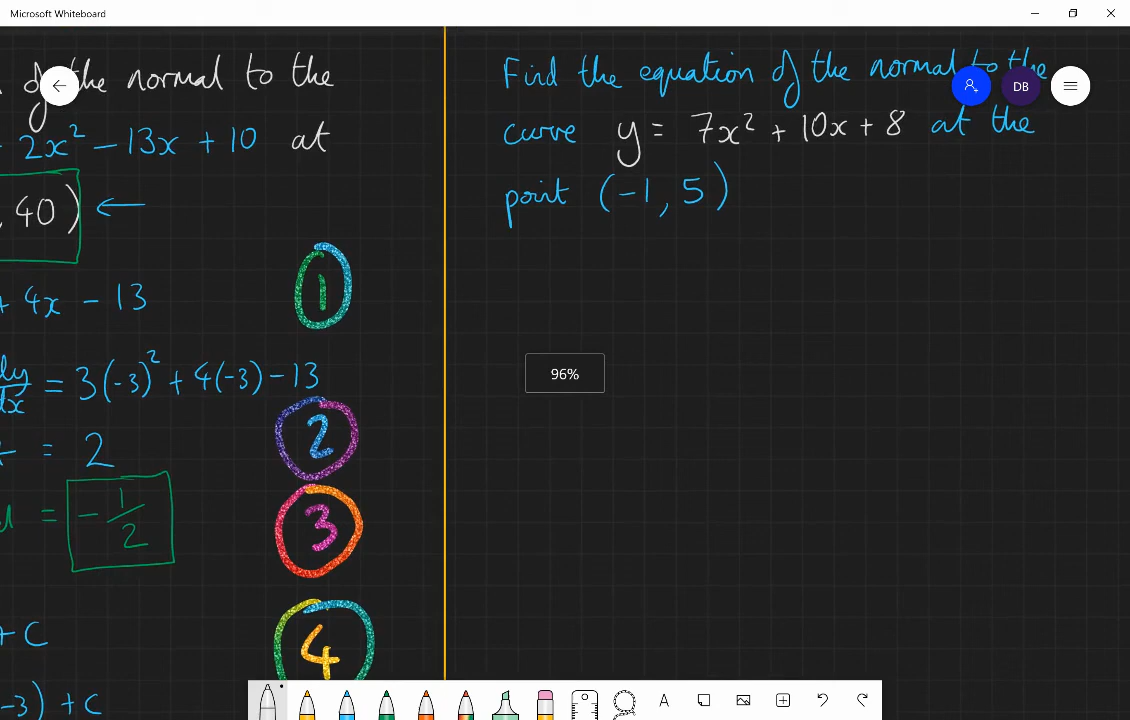 Microsoft Whiteboard
of the normal to the
2x² - 13x + 10 at
, 40) ←
+ 4x - 13
dy/dx = 3(-3)² + 4(-3) - 13
= 2
= -1/2
+ C
-3) + C
1
2
3
4
Find the equation of the normal to the
curve y = 7x² + 10x + 8 at the
point (-1, 5)
DB
96%
A